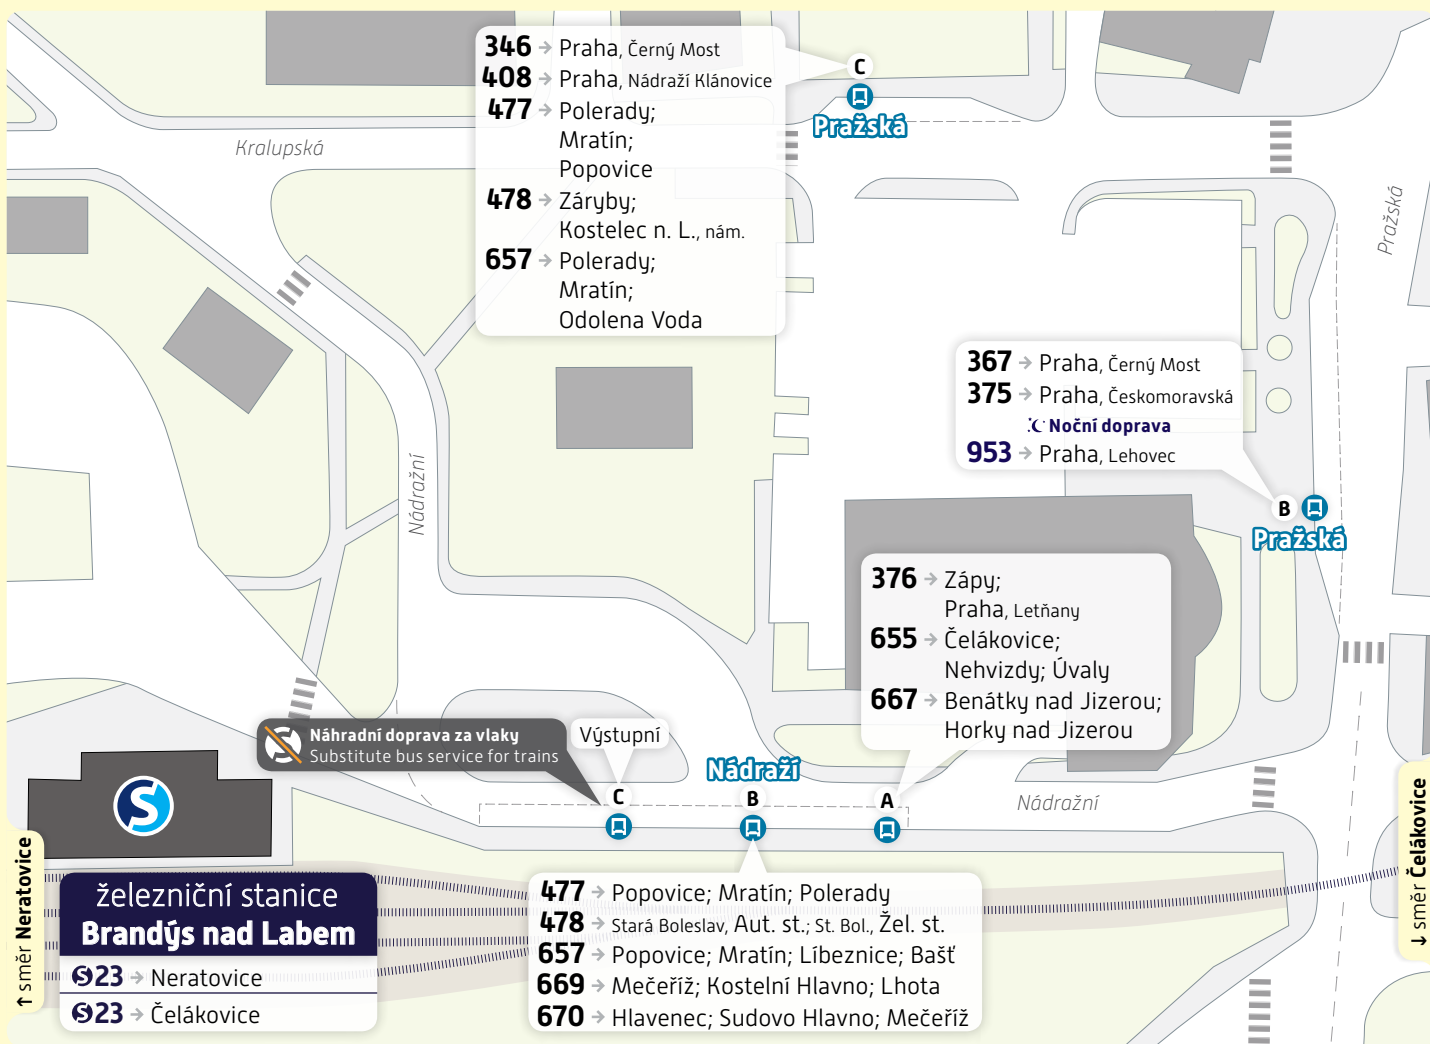 346 → Praha, Černý Most
408 → Praha, Nádraží Klánovice
477 → Polerady;
Mratín;
Popovice
478 → Záryby;
Kostelec n. L., nám.
657 → Polerady;
Mratín;
Odolena Voda
C
Pražská
Kralupská
Pražská
367 → Praha, Černý Most
375 → Praha, Českomoravská
Noční doprava
953 → Praha, Lehovec
B
Pražská
Nádražní
376 → Zápy;
Praha, Letňany
655 → Čelákovice;
Nehvizdy; Úvaly
667 → Benátky nad Jizerou;
Horky nad Jizerou
Náhradní doprava za vlaky
Substitute bus service for trains
Výstupní
Nádraží
C
B
A
Nádražní
S
↑ směr Neratovice
↓ směr Čelákovice
železniční stanice
Brandýs nad Labem
S23 → Neratovice
S23 → Čelákovice
477 → Popovice; Mratín; Polerady
478 → Stará Boleslav, Aut. st.; St. Bol., Žel. st.
657 → Popovice; Mratín; Líbeznice; Bašť
669 → Mečeříž; Kostelní Hlavno; Lhota
670 → Hlavenec; Sudovo Hlavno; Mečeříž